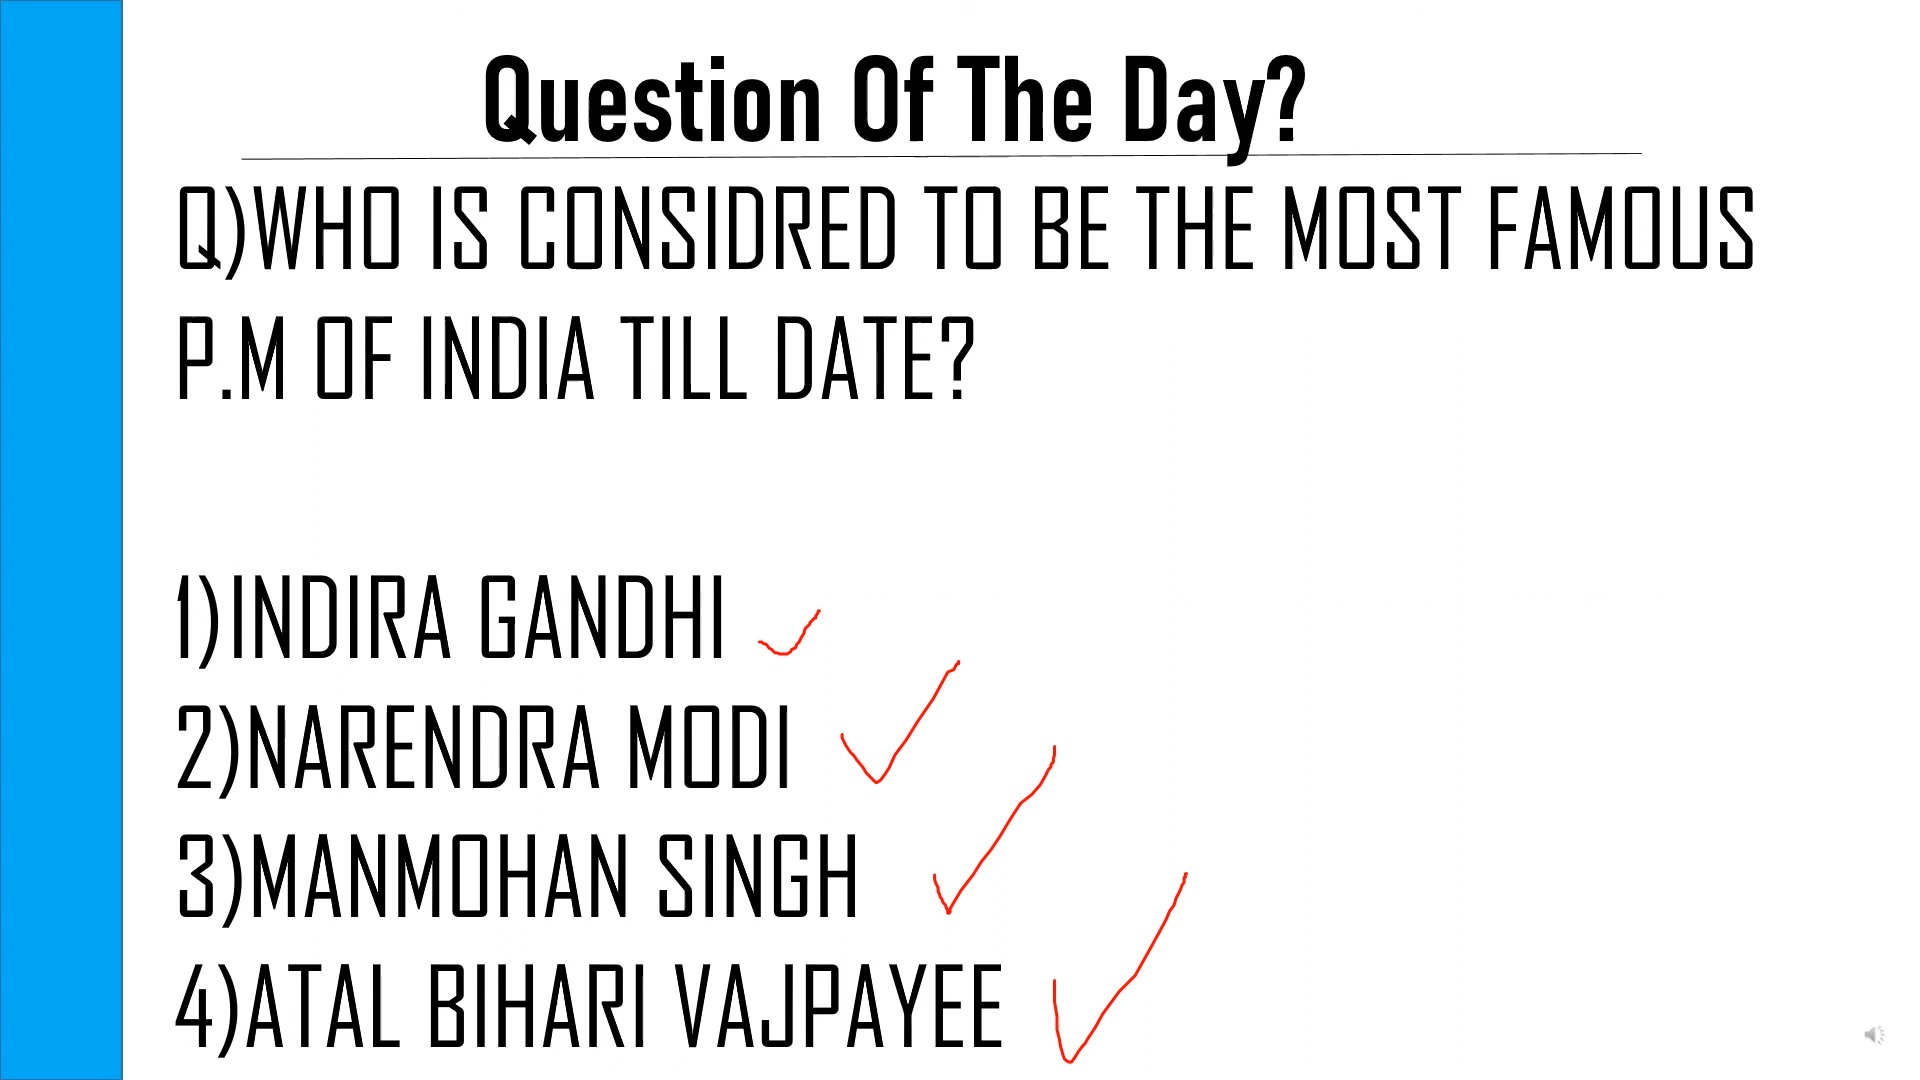 Question Of The Day?
Q)WHO IS CONSIDRED TO BE THE MOST FAMOUS
P.M OF INDIA TILL DATE?
1)INDIRA GANDHI
2)NARENDRA MODI
3)MANMOHAN SINGH
4)ATAL BIHARI VAJPAYEE